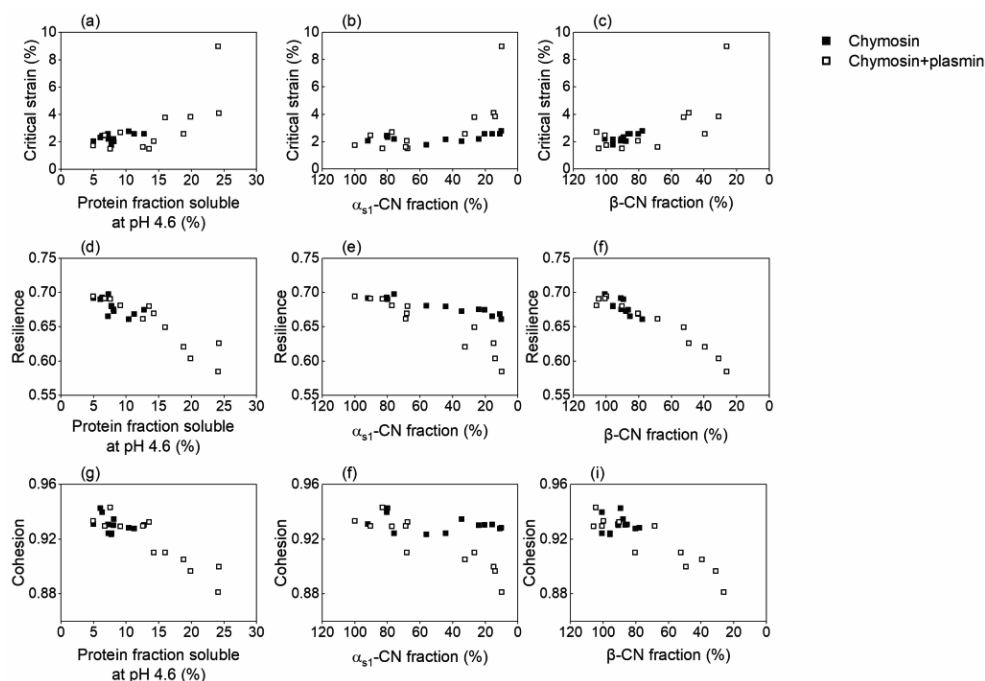 (a) (b) (c)
Critical strain (%)
10
8
6
4
2
0
0 5 10 15 20 25 30
Protein fraction soluble
at pH 4.6 (%)
Critical strain (%)
10
8
6
4
2
0
120 100 80 60 40 20 0
αs1-CN fraction (%)
Critical strain (%)
10
8
6
4
2
0
120 100 80 60 40 20 0
β-CN fraction (%)
Chymosin
Chymosin+plasmin
(d) (e) (f)
Resilience
0.75
0.70
0.65
0.60
0.55
0 5 10 15 20 25 30
Protein fraction soluble
at pH 4.6 (%)
Resilience
0.75
0.70
0.65
0.60
0.55
120 100 80 60 40 20 0
αs1-CN fraction (%)
Resilience
0.75
0.70
0.65
0.60
0.55
120 100 80 60 40 20 0
β-CN fraction (%)
(g) (f) (i)
Cohesion
0.96
0.92
0.88
0 5 10 15 20 25 30
Protein fraction soluble
at pH 4.6 (%)
Cohesion
0.96
0.92
0.88
120 100 80 60 40 20 0
αs1-CN fraction (%)
Cohesion
0.96
0.92
0.88
120 100 80 60 40 20 0
β-CN fraction (%)